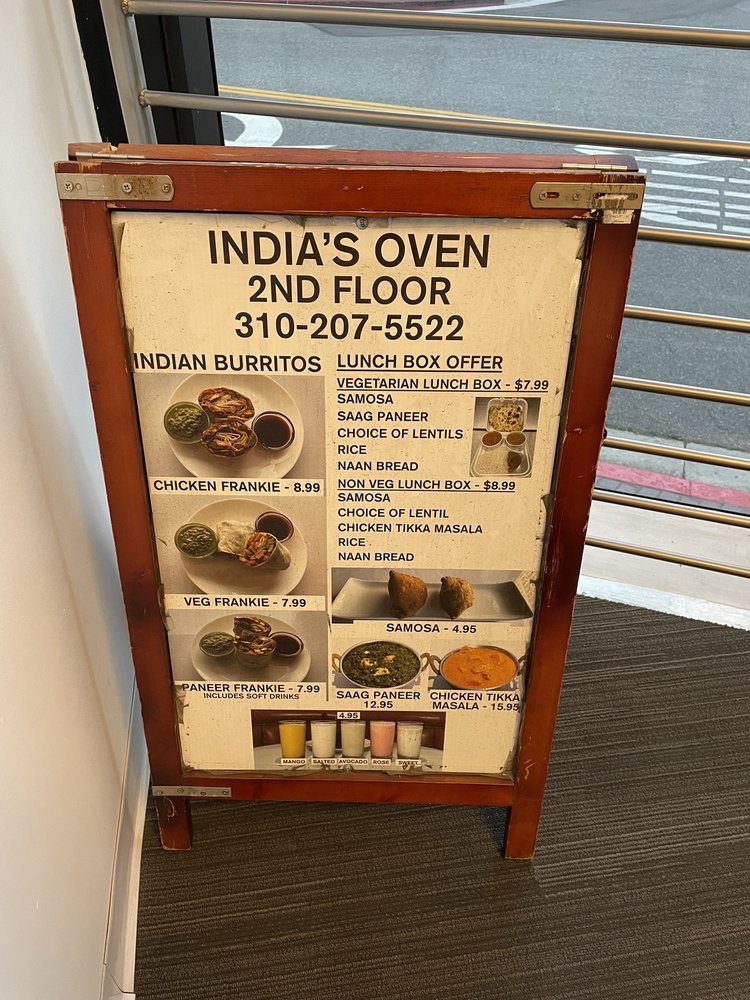 INDIA'S OVEN
2ND FLOOR
310-207-5522
INDIAN BURRITOS
CHICKEN FRANKIE - 8.99
VEG FRANKIE - 7.99
PANEER FRANKIE - 7.99
INCLUDES SOFT DRINKS
LUNCH BOX OFFER
VEGETARIAN LUNCH BOX - $7.99
SAMOSA
SAAG PANEER
CHOICE OF LENTILS
RICE
NAAN BREAD
NON VEG LUNCH BOX - $8.99
SAMOSA
CHOICE OF LENTIL
CHICKEN TIKKA MASALA
RICE
NAAN BREAD
SAMOSA - 4.95
SAAG PANEER
12.95
CHICKEN TIKKA
MASALA - 15.95
4.95
MANGO SALTED AVOCADO ROSE SWEET